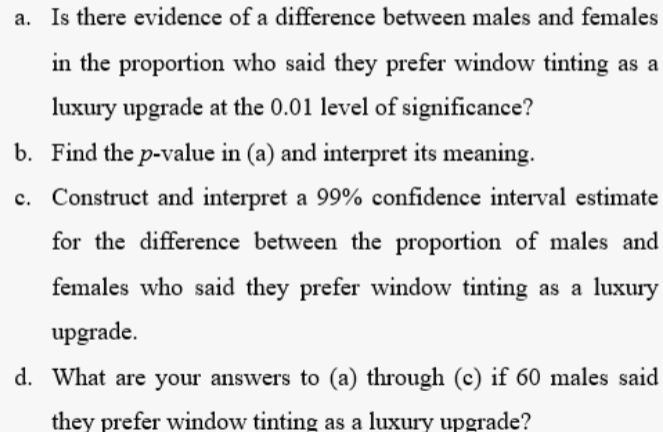 a. Is there evidence of a difference between males and females
in the proportion who said they prefer window tinting as a
luxury upgrade at the 0.01 level of significance?
b. Find the p-value in (a) and interpret its meaning.
c. Construct and interpret a 99% confidence interval estimate
for the difference between the proportion of males and
females who said they prefer window tinting as a luxury
upgrade.
d. What are your answers to (a) through (c) if 60 males said
they prefer window tinting as a luxury upgrade?